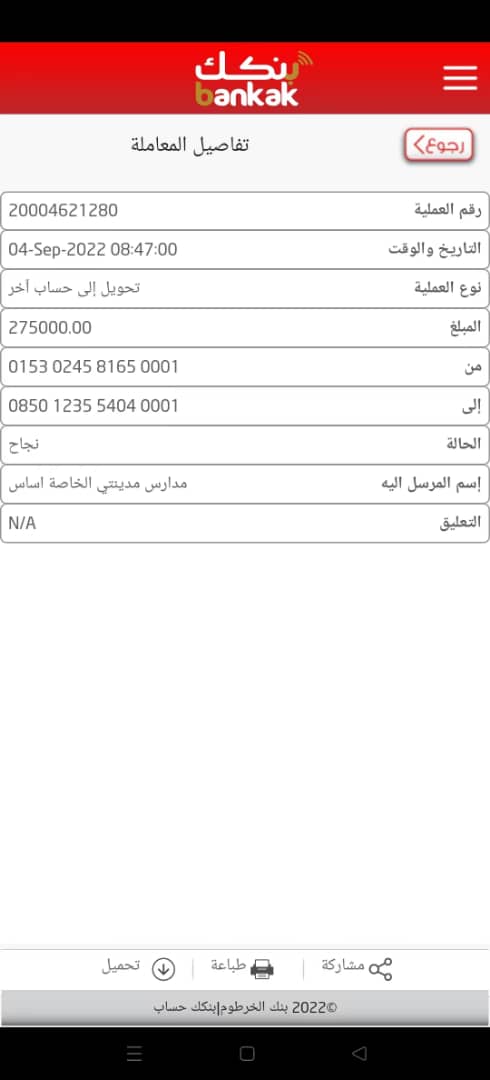 بنكك
bankak
رجوع
تفاصيل المعاملة
رقم العملية 20004621280
التاريخ والوقت 04-Sep-2022 08:47:00
نوع العملية تحويل إلى حساب آخر
المبلغ 275000.00
من 0153 0245 8165 0001
إلى 0850 1235 5404 0001
الحالة نجاح
إسم المرسل اليه مدارس مدينتي الخاصة اساس
التعليق N/A
مشاركة طباعة تحميل
©2022 بنك الخرطوم|بنكك حساب